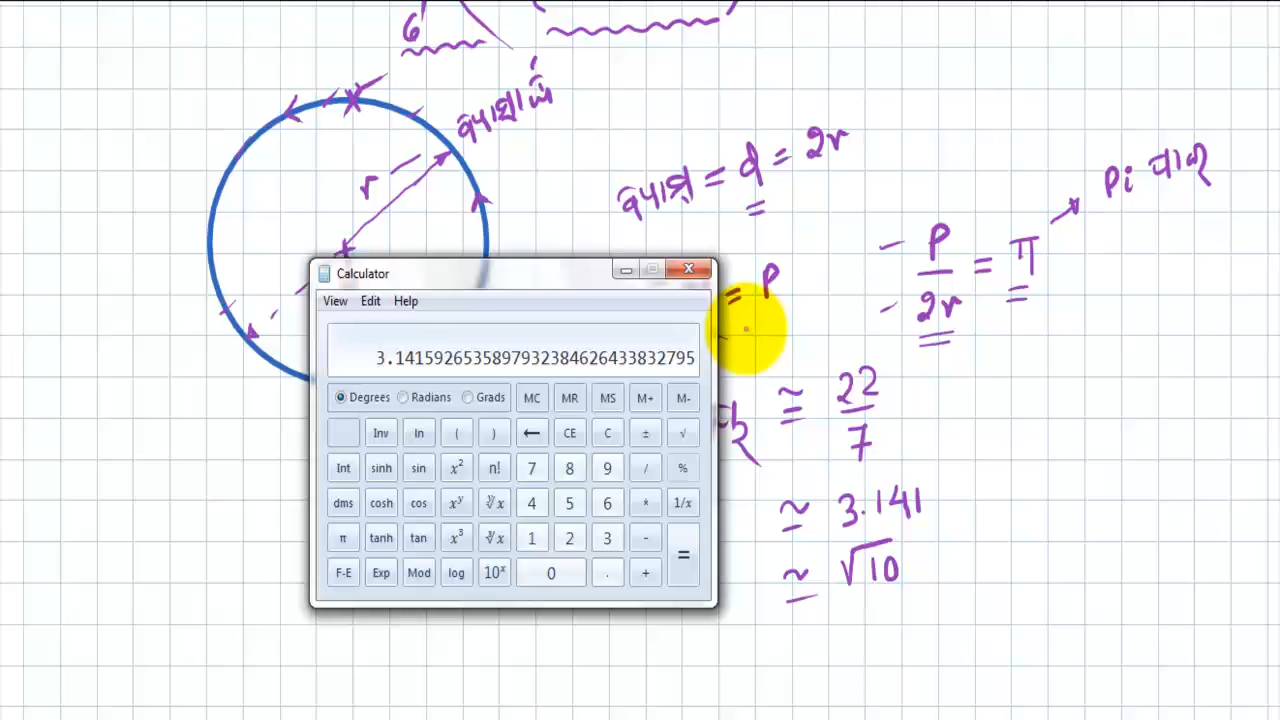 6
r
= d = 2r
P / 2r = π
Pi
= P
≅ 22 / 7
≃ 3.141
≃ √10
Calculator
View Edit Help
3.1415926535897932384626433832795
Degrees Radians Grads MC MR MS M+ M-
Inv ln ( ) ← CE C ± √
Int sinh sin x² n! 7 8 9 / %
dms cosh cos xʸ ʸ√x 4 5 6 * 1/x
π tanh tan x³ ³√x 1 2 3 - =
F-E Exp Mod log 10ˣ 0 . +